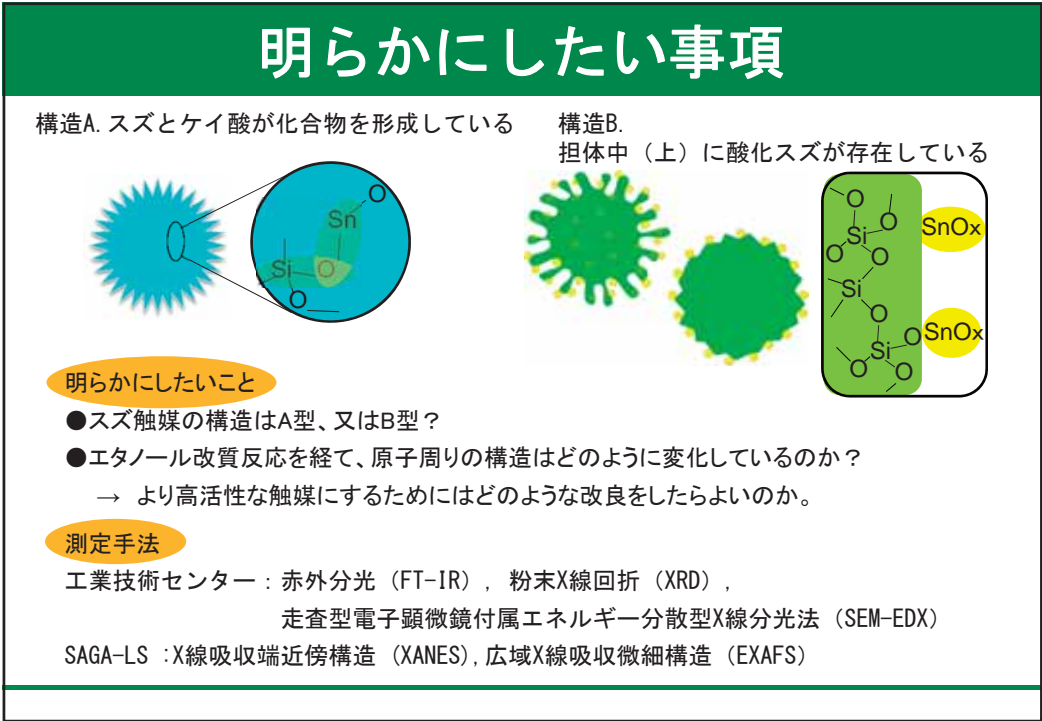 明らかにしたい事項
構造A. スズとケイ酸が化合物を形成している
O
Sn
Si
O
O
構造B.
担体中（上）に酸化スズが存在している
O
O
Si
O
O
Si
O
Si
O
O
O
SnOx
SnOx
明らかにしたいこと
●スズ触媒の構造はA型、又はB型？
●エタノール改質反応を経て、原子周りの構造はどのように変化しているのか？
→ より高活性な触媒にするためにはどのような改良をしたらよいのか。
測定手法
工業技術センター：赤外分光（FT-IR）, 粉末X線回折（XRD）,
走査型電子顕微鏡付属エネルギー分散型X線分光法（SEM-EDX）
SAGA-LS：X線吸収端近傍構造（XANES), 広域X線吸収微細構造（EXAFS）